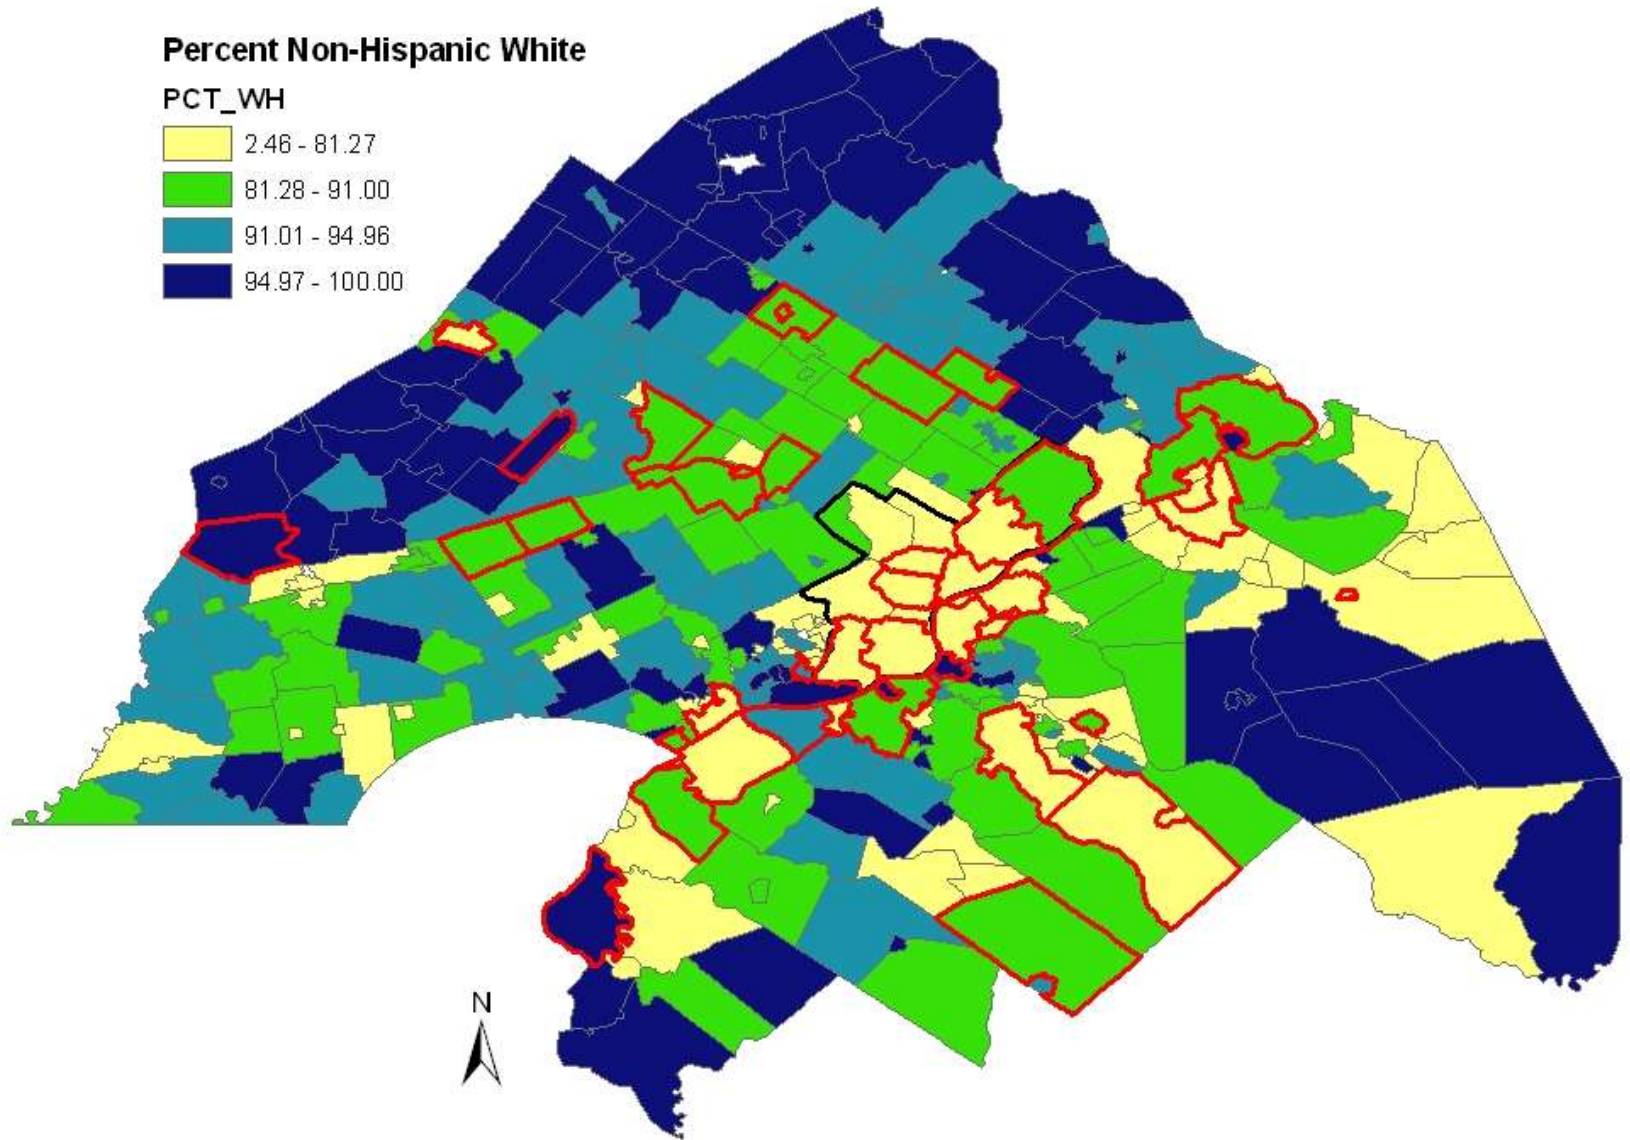 Percent Non-Hispanic White
PCT_WH
2.46 - 81.27
81.28 - 91.00
91.01 - 94.96
94.97 - 100.00
N